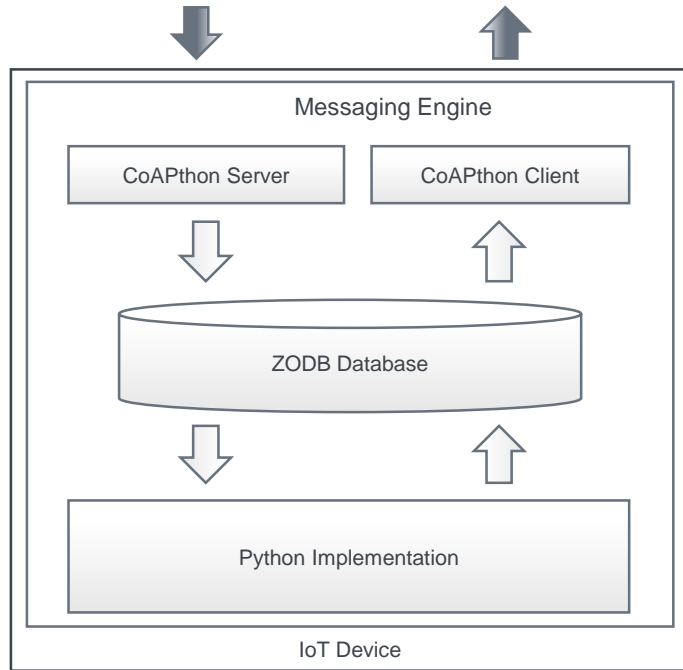 Messaging Engine
CoAPthon Server
CoAPthon Client
ZODB Database
Python Implementation
IoT Device